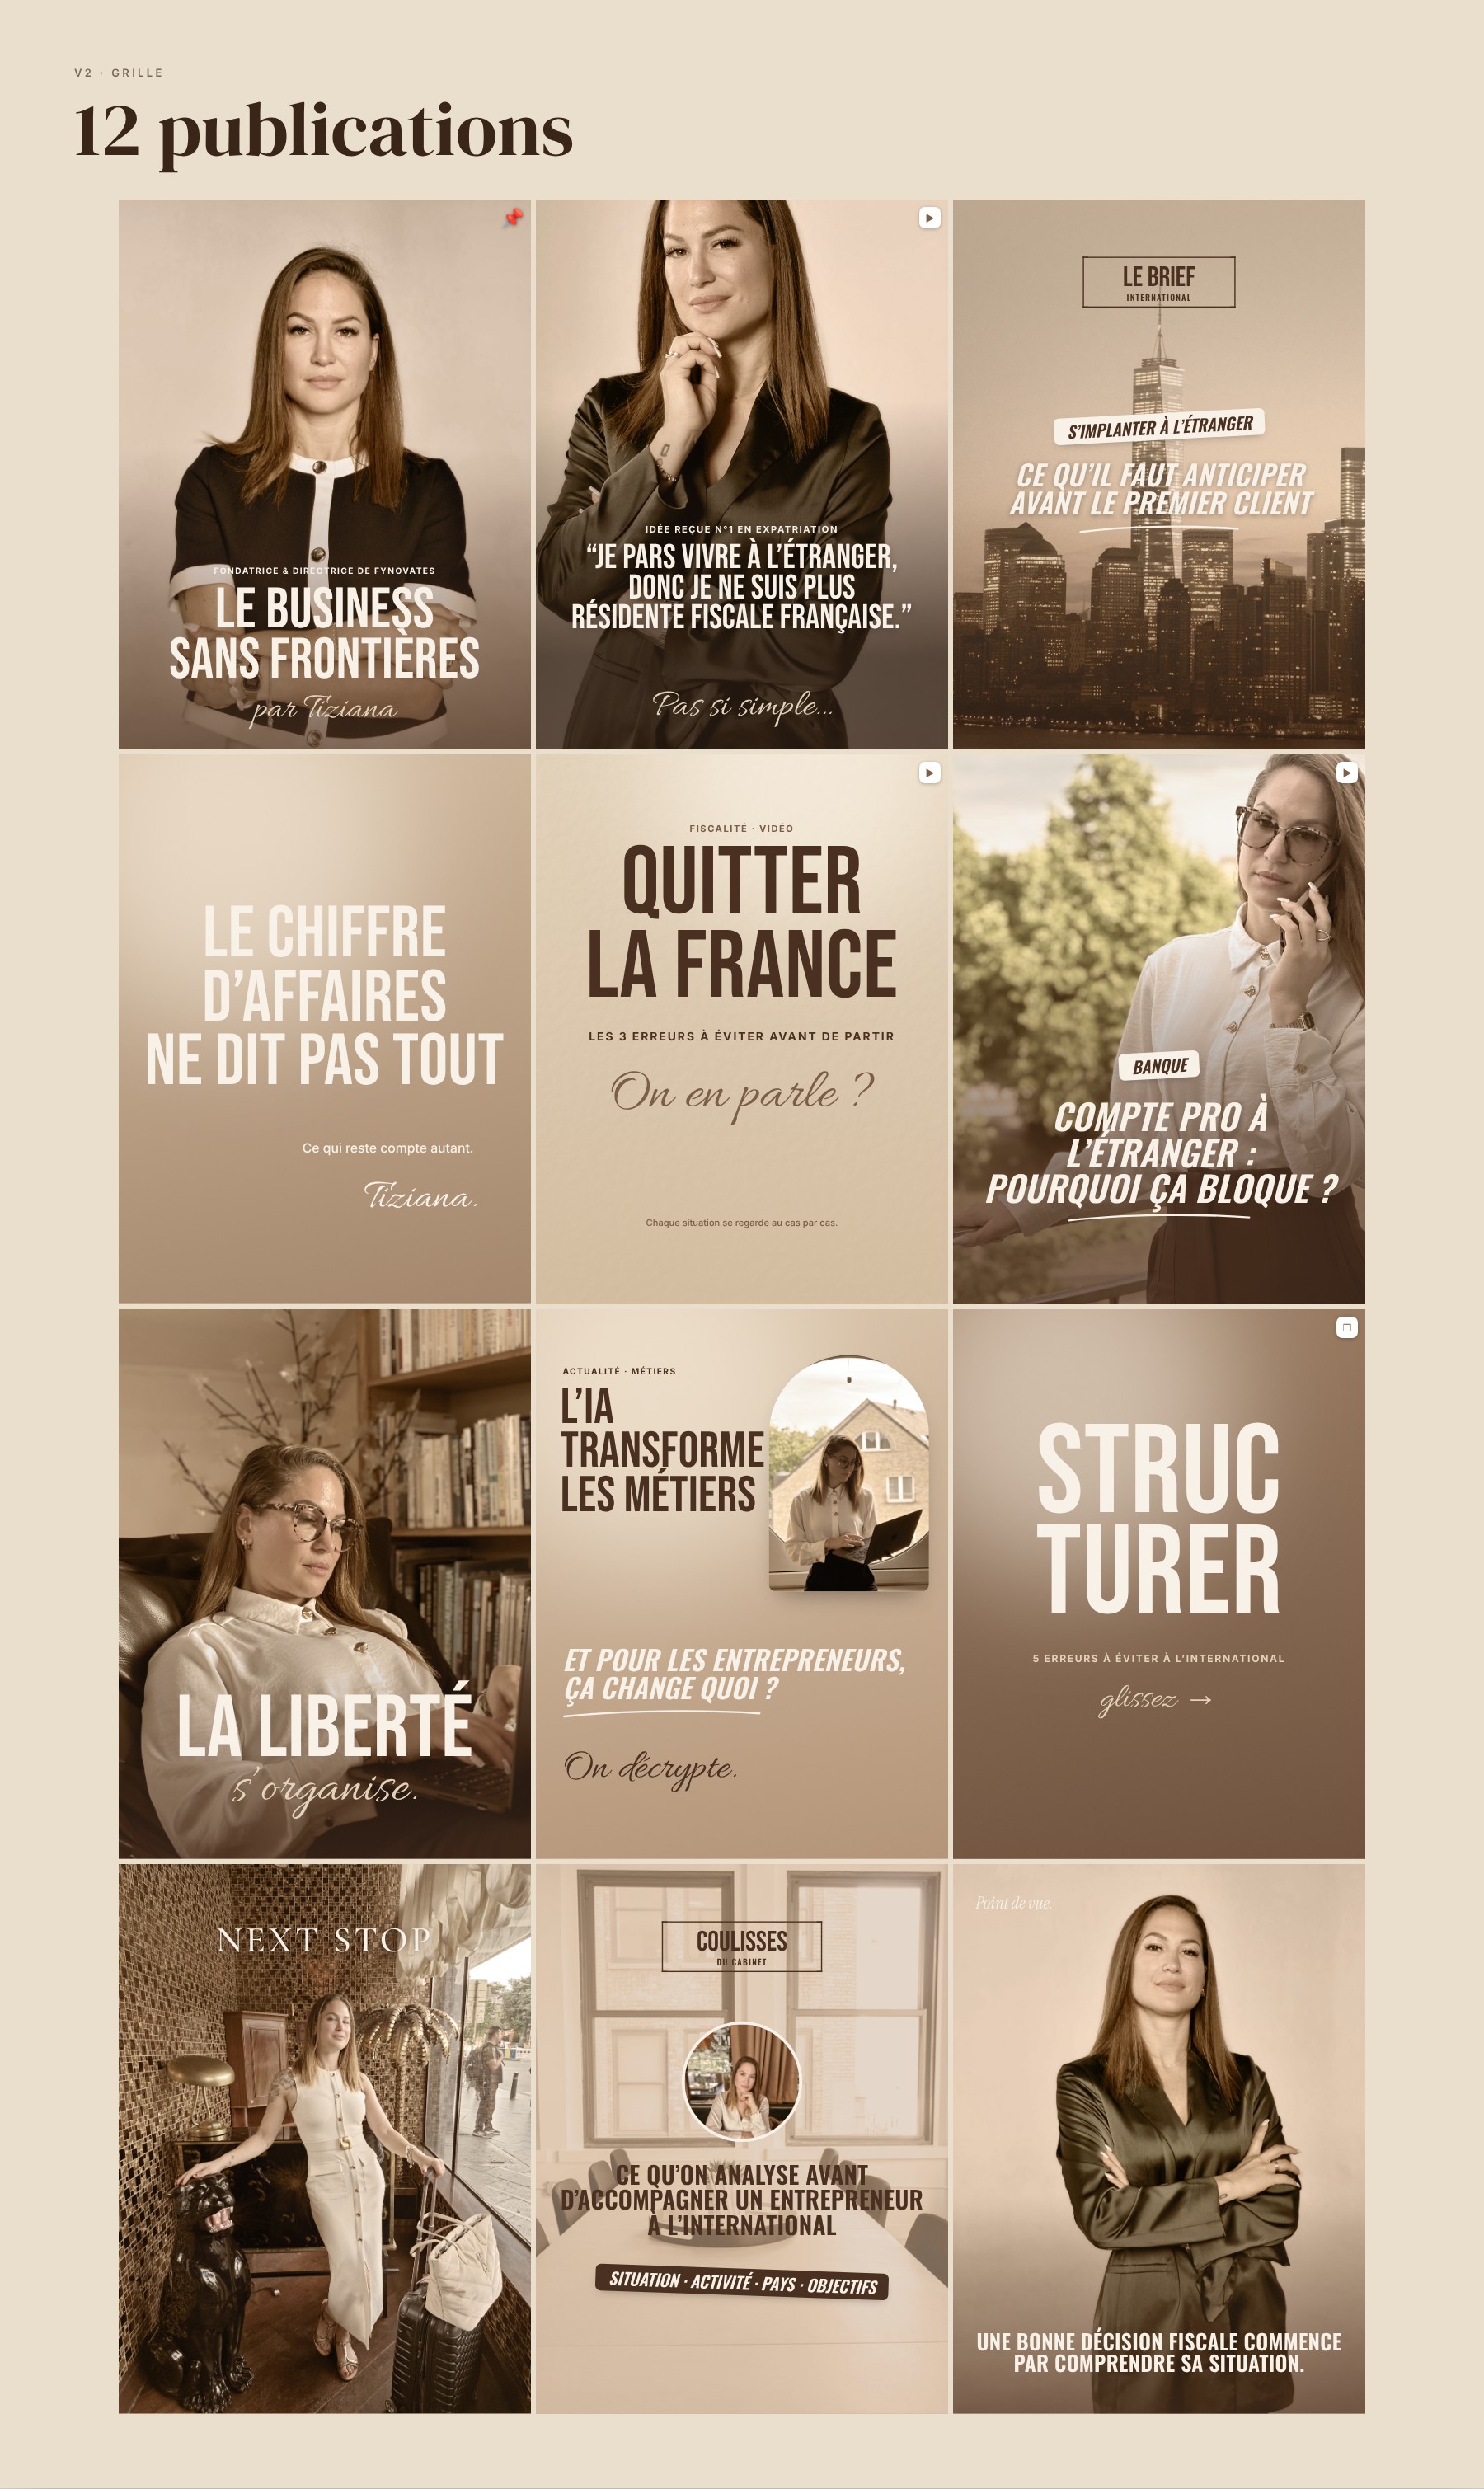 V2 · GRILLE
12 publications
FONDATRICE & DIRECTRICE DE FYNOVATES
LE BUSINESS
SANS FRONTIÈRES
par Tiziana
IDÉE REÇUE N°1 EN EXPATRIATION
“JE PARS VIVRE À L’ÉTRANGER,
DONC JE NE SUIS PLUS
RÉSIDENTE FISCALE FRANÇAISE.”
Pas si simple...
LE BRIEF
INTERNATIONAL
S’IMPLANTER À L’ÉTRANGER
CE QU’IL FAUT ANTICIPER
AVANT LE PREMIER CLIENT
LE CHIFFRE
D’AFFAIRES
NE DIT PAS TOUT
Ce qui reste compte autant.
Tiziana.
FISCALITÉ · VIDÉO
QUITTER
LA FRANCE
LES 3 ERREURS À ÉVITER AVANT DE PARTIR
On en parle ?
Chaque situation se regarde au cas par cas.
BANQUE
COMPTE PRO À
L’ÉTRANGER :
POURQUOI ÇA BLOQUE ?
LA LIBERTÉ
s’organise.
ACTUALITÉ · MÉTIERS
L’IA
TRANSFORME
LES MÉTIERS
ET POUR LES ENTREPRENEURS,
ÇA CHANGE QUOI ?
On décrypte.
STRUC
TURER
5 ERREURS À ÉVITER À L’INTERNATIONAL
glissez →
NEXT STOP
COULISSES
DU CABINET
CE QU’ON ANALYSE AVANT
D’ACCOMPAGNER UN ENTREPRENEUR
À L’INTERNATIONAL
SITUATION · ACTIVITÉ · PAYS · OBJECTIFS
Point de vue.
UNE BONNE DÉCISION FISCALE COMMENCE
PAR COMPRENDRE SA SITUATION.